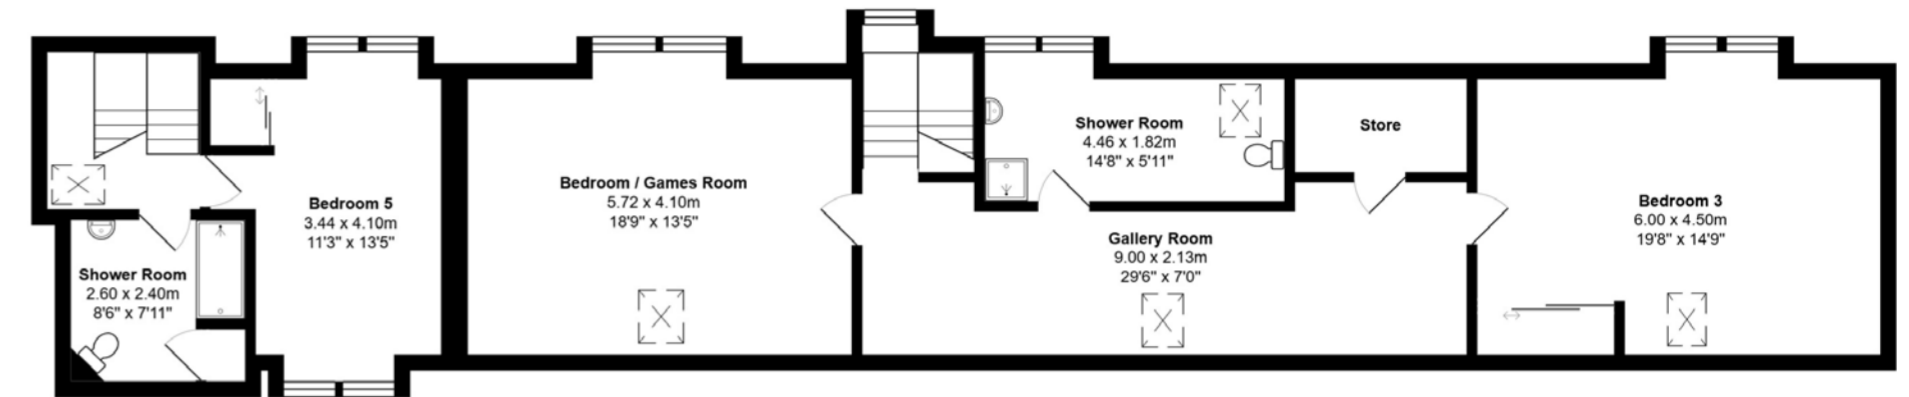 Bedroom 5
3.44 x 4.10m
11'3" x 13'5"
Shower Room
2.60 x 2.40m
8'6" x 7'11"
Bedroom / Games Room
5.72 x 4.10m
18'9" x 13'5"
Shower Room
4.46 x 1.82m
14'8" x 5'11"
Store
Gallery Room
9.00 x 2.13m
29'6" x 7'0"
Bedroom 3
6.00 x 4.50m
19'8" x 14'9"